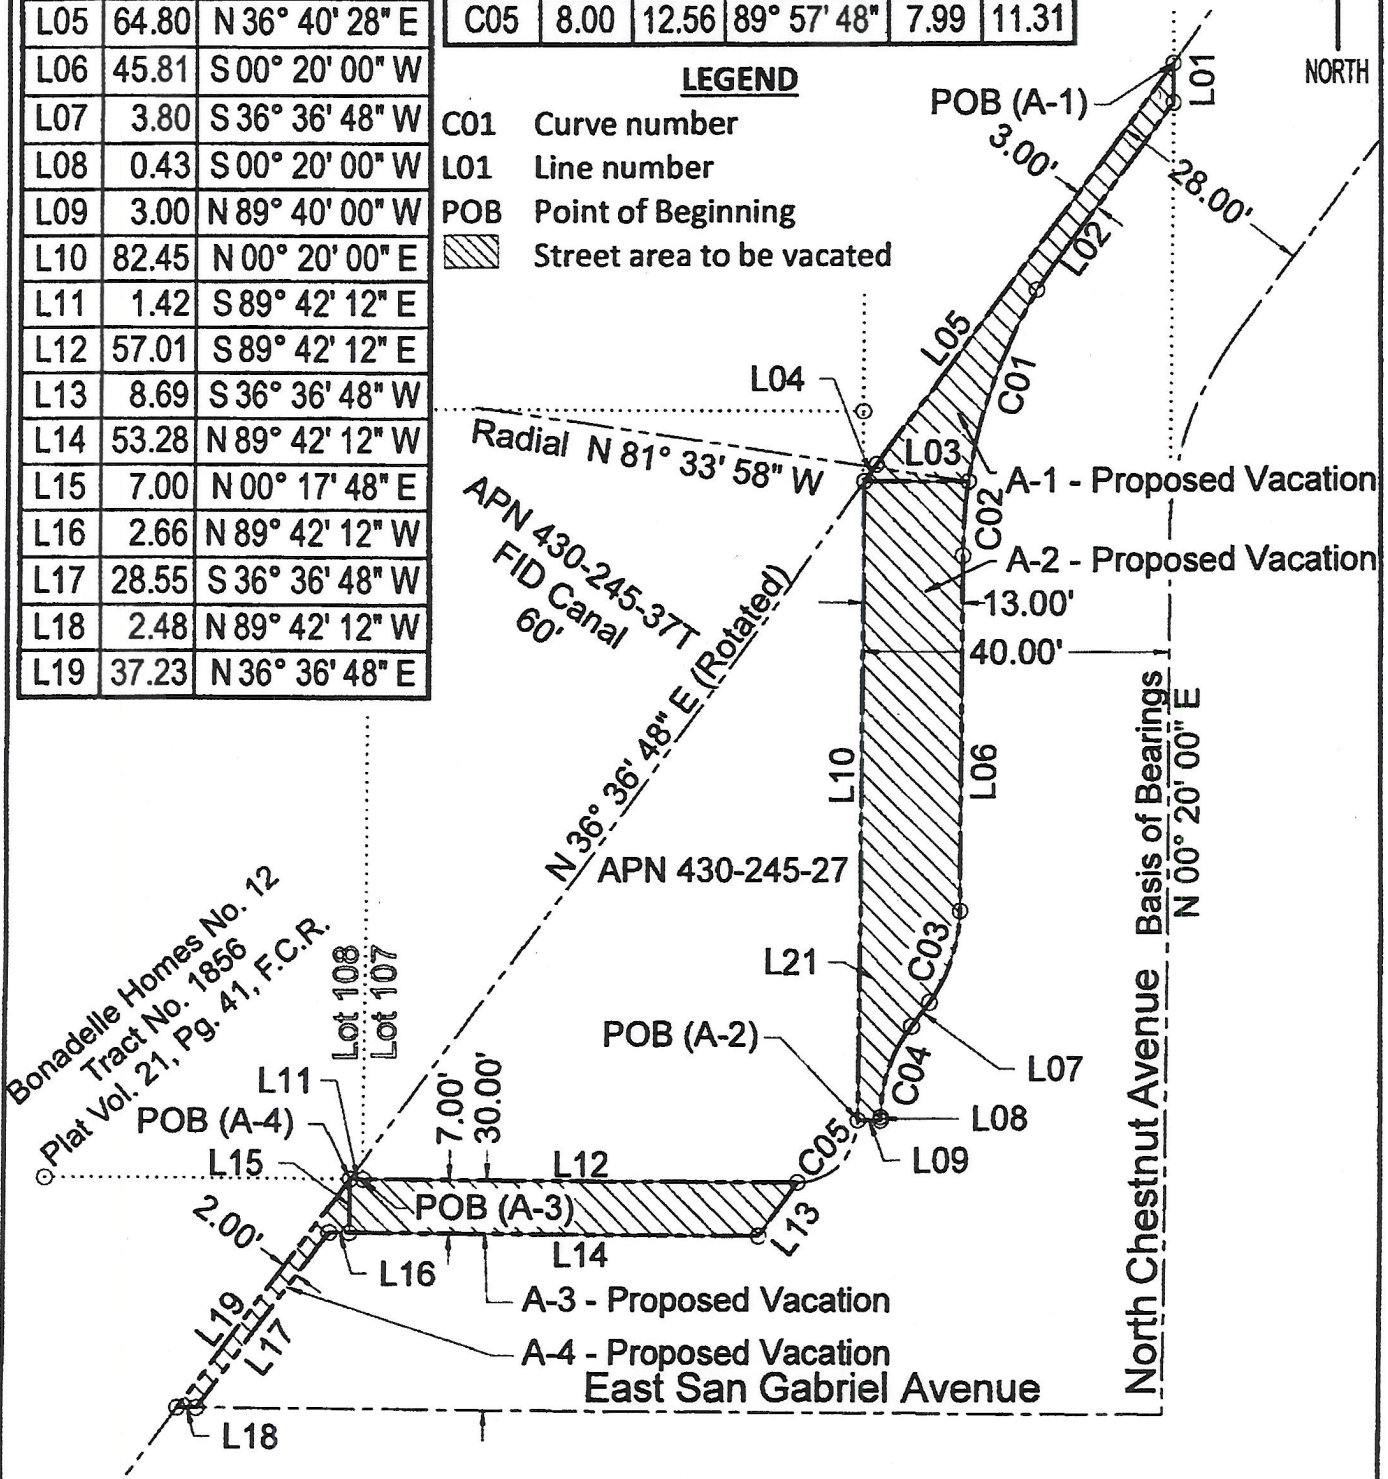 L05 64.80 N 36° 40' 28" E
L06 45.81 S 00° 20' 00" W
L07 3.80 S 36° 36' 48" W
L08 0.43 S 00° 20' 00" W
L09 3.00 N 89° 40' 00" W
L10 82.45 N 00° 20' 00" E
L11 1.42 S 89° 42' 12" E
L12 57.01 S 89° 42' 12" E
L13 8.69 S 36° 36' 48" W
L14 53.28 N 89° 42' 12" W
L15 7.00 N 00° 17' 48" E
L16 2.66 N 89° 42' 12" W
L17 28.55 S 36° 36' 48" W
L18 2.48 N 89° 42' 12" W
L19 37.23 N 36° 36' 48" E
C05 8.00 12.56 89° 57' 48" 7.99 11.31
LEGEND
C01 Curve number
L01 Line number
POB Point of Beginning
Street area to be vacated
NORTH
L01
POB (A-1)
3.00'
28.00'
L02
L05
C01
L04
Radial N 81° 33' 58" W
L03
A-1 - Proposed Vacation
C02
A-2 - Proposed Vacation
APN 430-245-37T
FID Canal
60'
13.00'
40.00'
N 36° 36' 48" E (Rotated)
L10
L06
Basis of Bearings
N 00° 20' 00" E
APN 430-245-27
Bonadelle Homes No. 12
Tract No. 1856
Plat Vol. 21, Pg. 41, F.C.R.
Lot 108
Lot 107
L21
C03
POB (A-2)
C04
L07
L08
L09
C05
North Chestnut Avenue
L11
POB (A-4)
L15
7.00'
30.00'
L12
POB (A-3)
2.00'
L13
L14
L16
A-3 - Proposed Vacation
L19
L17
A-4 - Proposed Vacation
East San Gabriel Avenue
L18